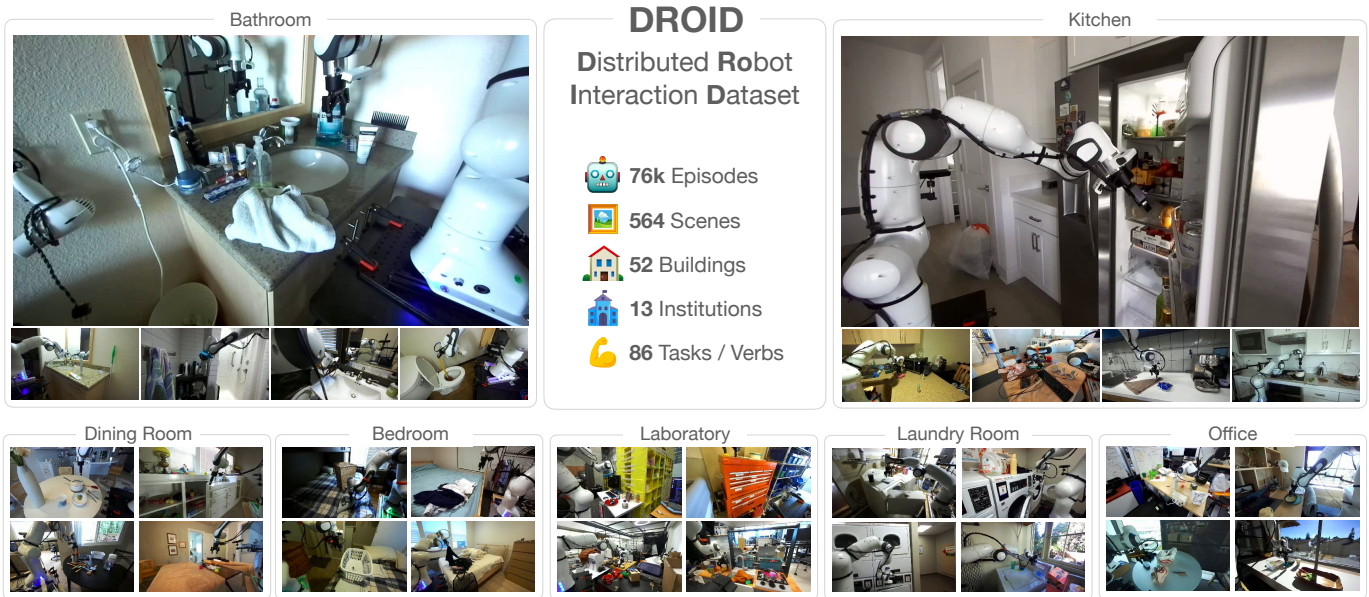 Bathroom
DROID
Distributed Robot
Interaction Dataset
76k Episodes
564 Scenes
52 Buildings
13 Institutions
86 Tasks / Verbs
Kitchen
Dining Room
Bedroom
Laboratory
Laundry Room
Office